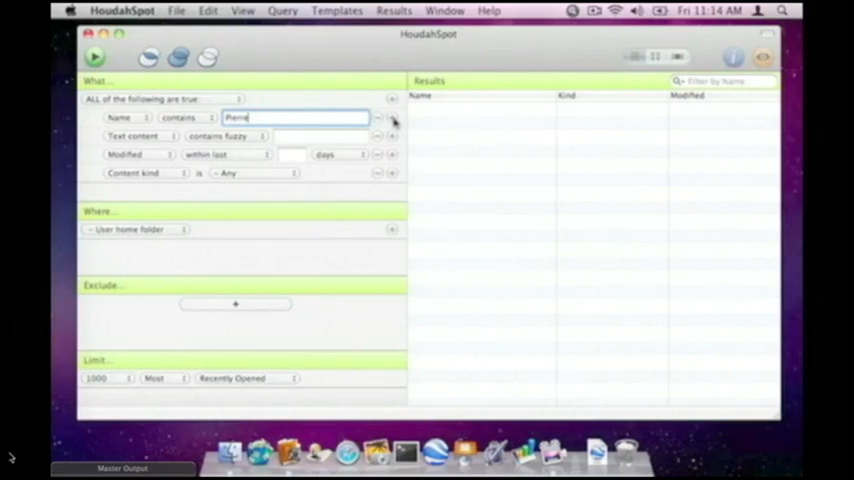 HoudahSpot File Edit View Query Templates Results Window Help Fri 11:14 AM
HoudahSpot
What... Results Filter by Name
ALL of the following are true: Name Kind Modified
Name contains Pierre
Text content contains fuzzy
Modified within last days
Content kind is - Any
Where...
- User home folder
Exclude...
+
Limit...
1000 Most Recently Opened
Master Output